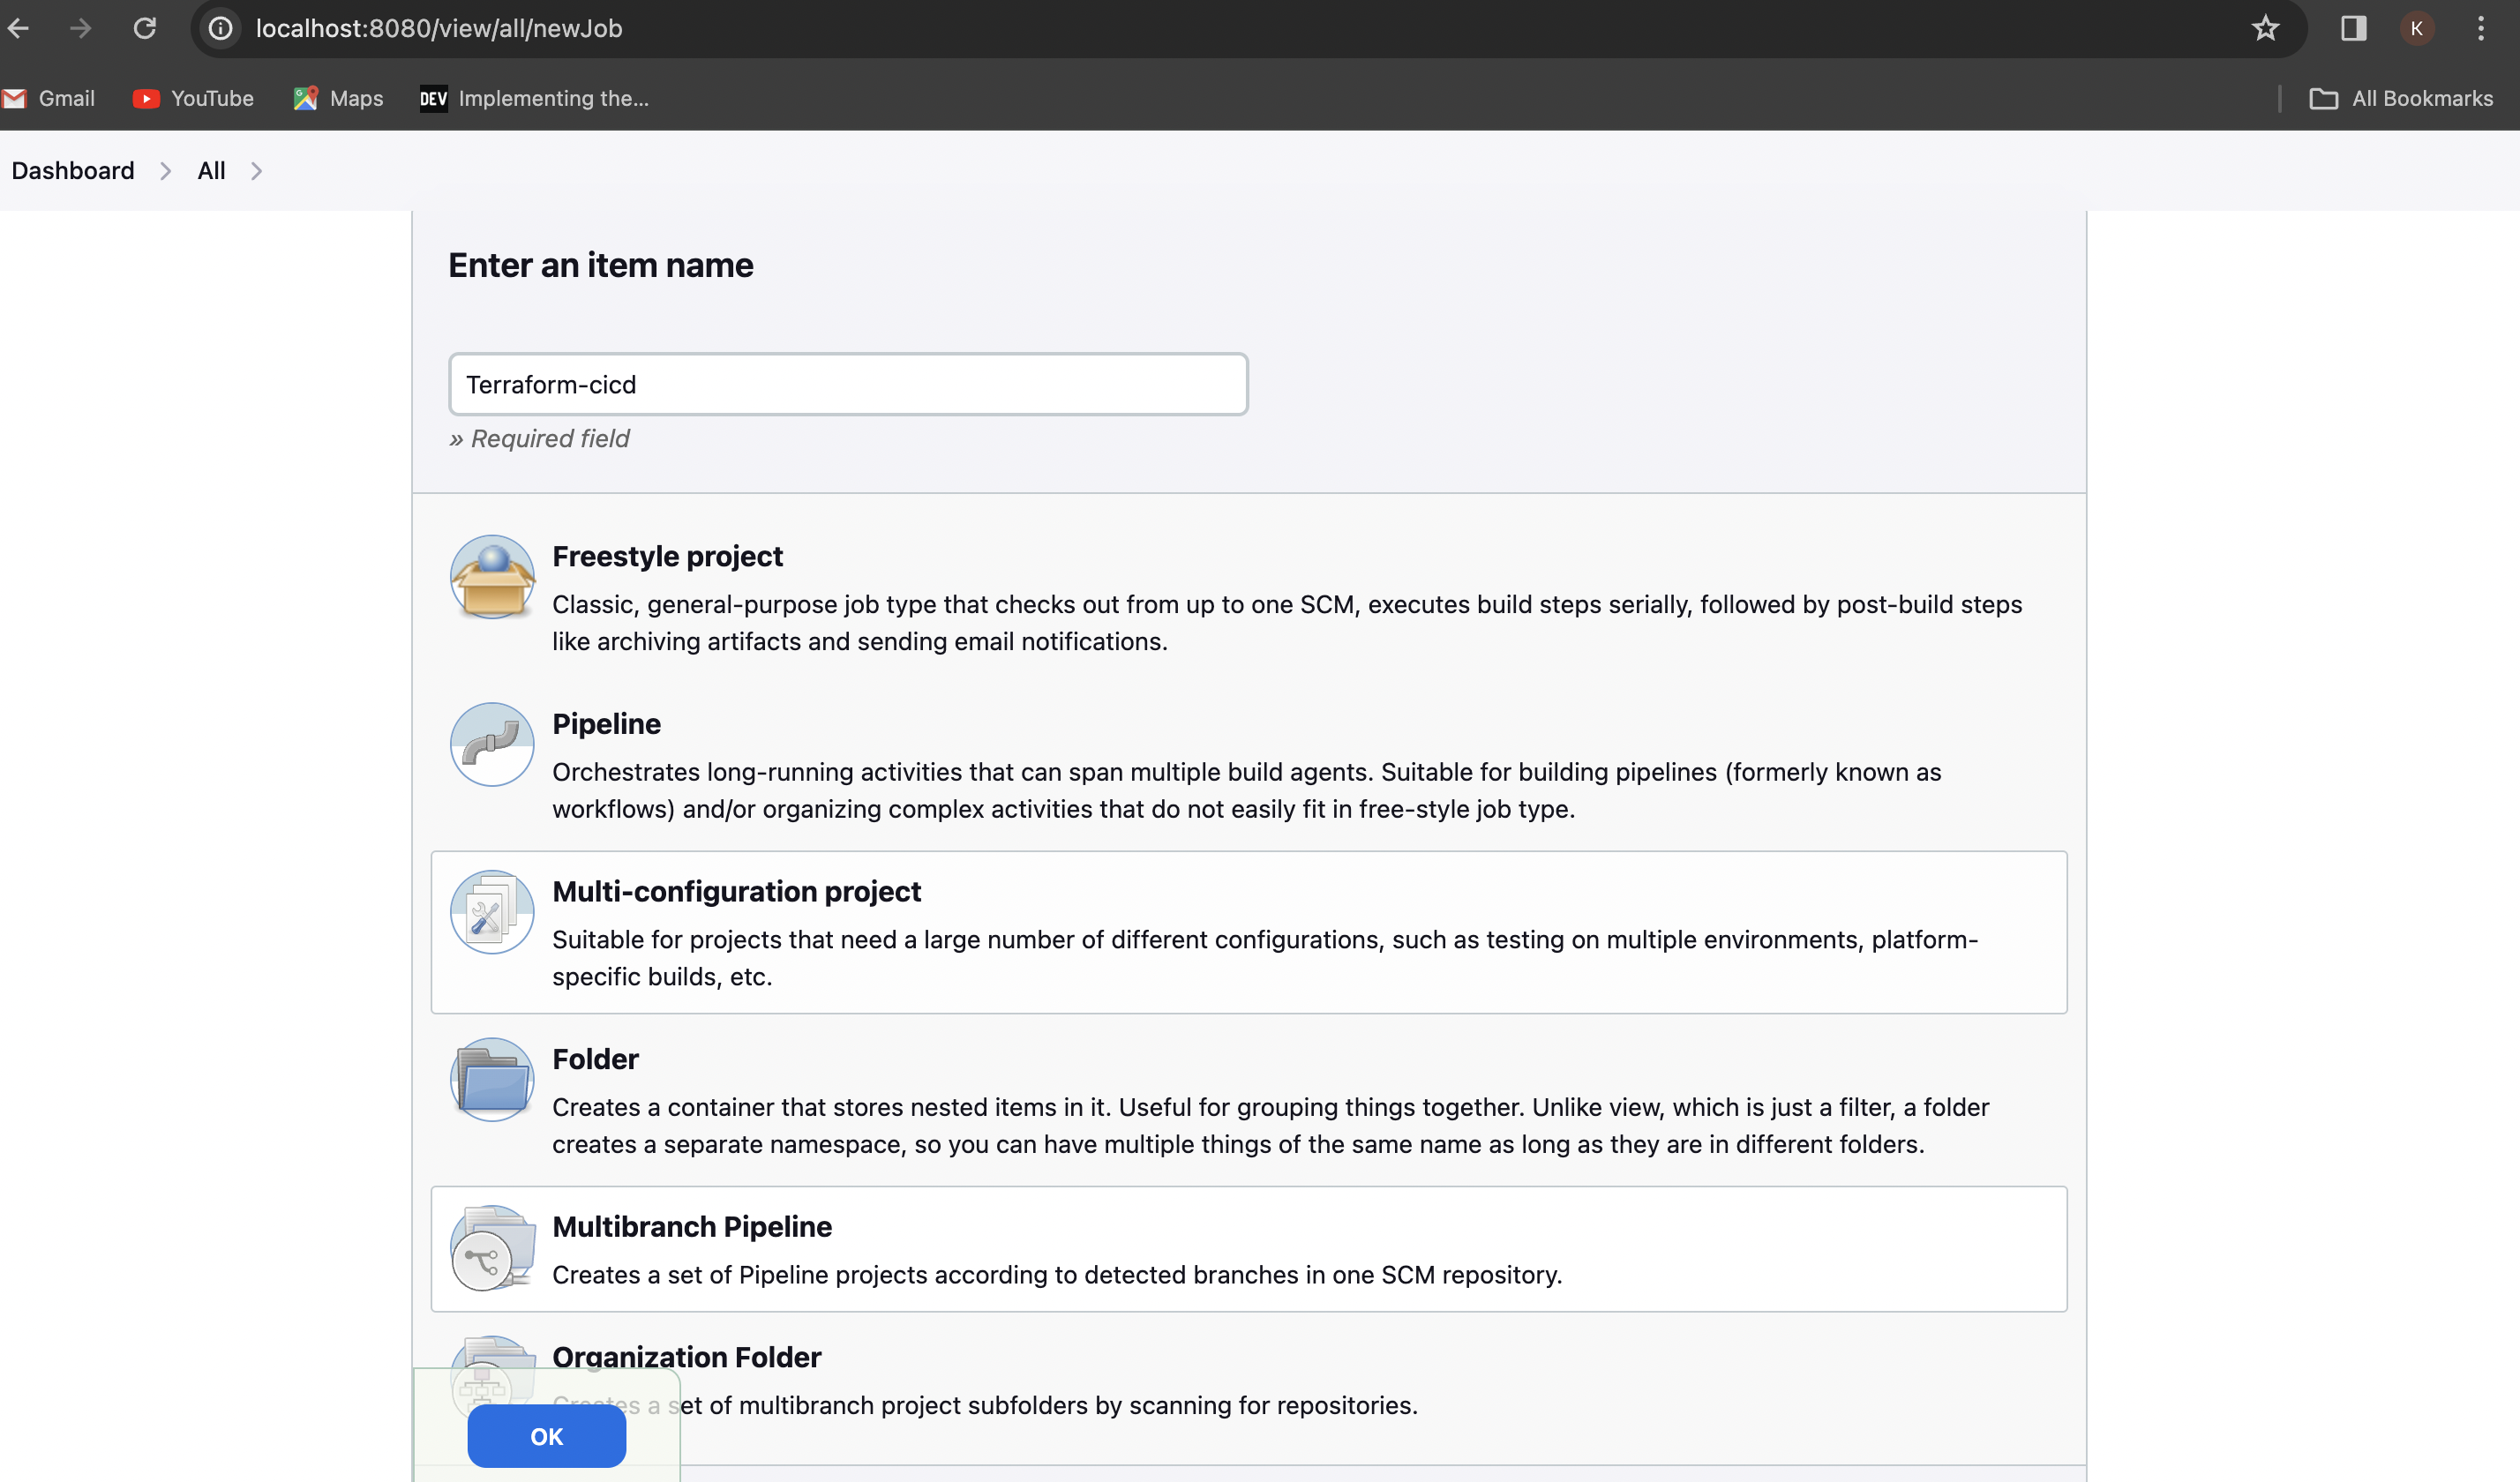 localhost:8080/view/all/newJob
K
Gmail
YouTube
Maps
DEV Implementing the...
All Bookmarks
Dashboard
All
Enter an item name
Terraform-cicd
» Required field
Freestyle project
Classic, general-purpose job type that checks out from up to one SCM, executes build steps serially, followed by post-build steps
like archiving artifacts and sending email notifications.
Pipeline
Orchestrates long-running activities that can span multiple build agents. Suitable for building pipelines (formerly known as
workflows) and/or organizing complex activities that do not easily fit in free-style job type.
Multi-configuration project
Suitable for projects that need a large number of different configurations, such as testing on multiple environments, platform-
specific builds, etc.
Folder
Creates a container that stores nested items in it. Useful for grouping things together. Unlike view, which is just a filter, a folder
creates a separate namespace, so you can have multiple things of the same name as long as they are in different folders.
Multibranch Pipeline
Creates a set of Pipeline projects according to detected branches in one SCM repository.
Organization Folder
Creates a set of multibranch project subfolders by scanning for repositories.
OK